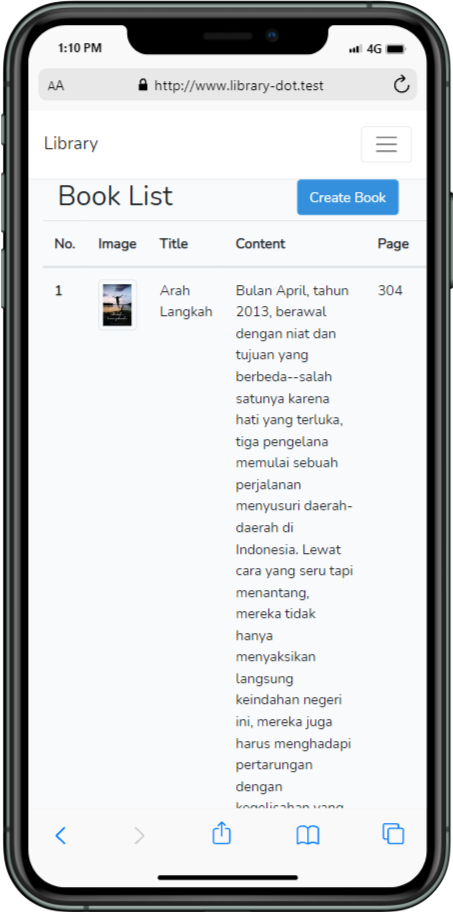 1:10 PM
4G
AA http://www.library-dot.test
Library
Book List
Create Book
No. Image Title Content Page
1 Arah Bulan April, tahun 304
Langkah 2013, berawal
dengan niat dan
tujuan yang
berbeda--salah
satunya karena
hati yang terluka,
tiga pengelana
memulai sebuah
perjalanan
menyusuri daerah-
daerah di
Indonesia. Lewat
cara yang seru tapi
menantang,
mereka tidak
hanya
menyaksikan
langsung
keindahan negeri
ini, mereka juga
harus menghadapi
pertarungan
dengan
kegelisahan yang